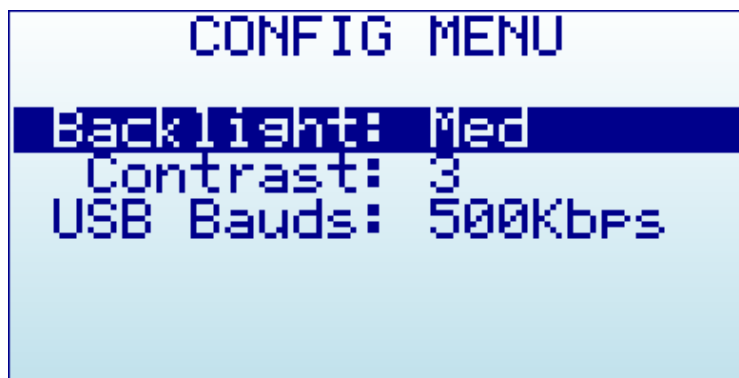 CONFIG MENU
Backlight: Med
Contrast: 3
USB Bauds: 500Kbps